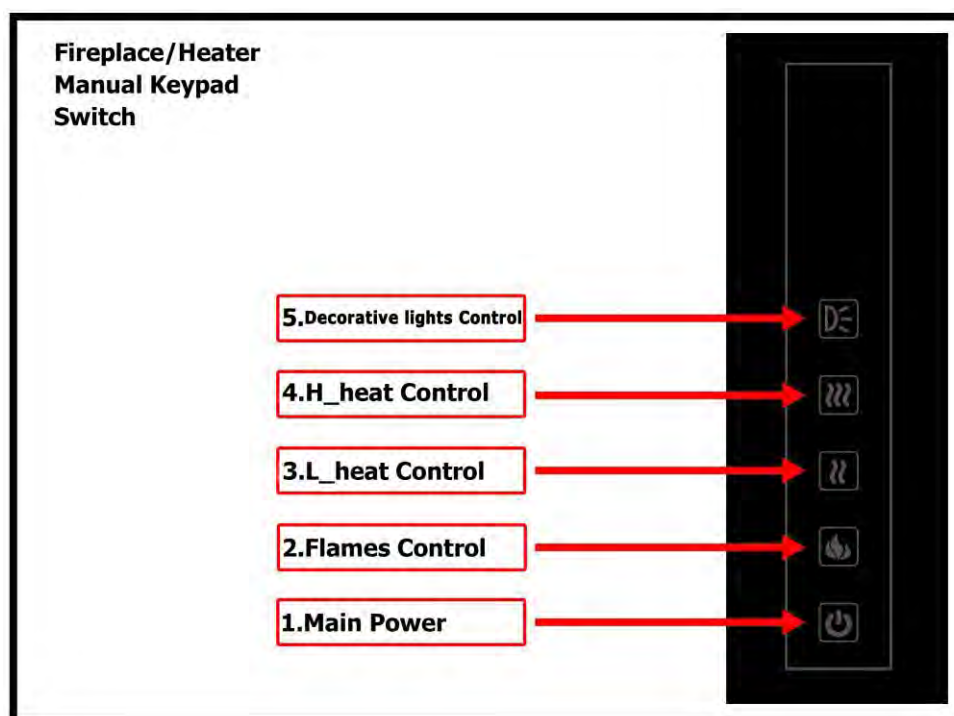 Fireplace/Heater
Manual Keypad
Switch
5.Decorative lights Control
4.H_heat Control
3.L_heat Control
2.Flames Control
1.Main Power